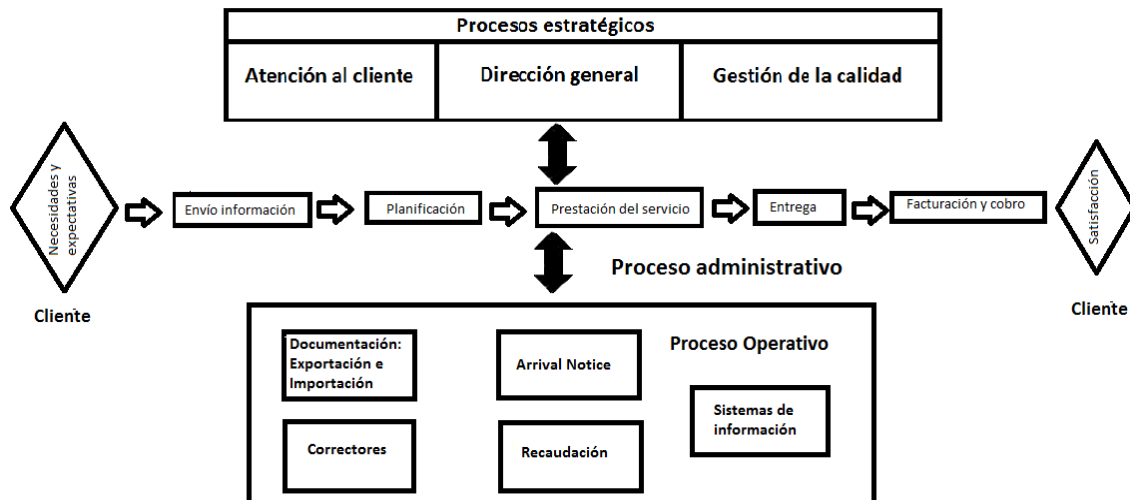 Procesos estratégicos
Atención al cliente
Dirección general
Gestión de la calidad
Necesidades y
expectativas
Cliente
Envío información
Planificación
Prestación del servicio
Entrega
Facturación y cobro
Satisfacción
Cliente
Proceso administrativo
Documentación:
Exportación e
Importación
Arrival Notice
Proceso Operativo
Correctores
Recaudación
Sistemas de
información